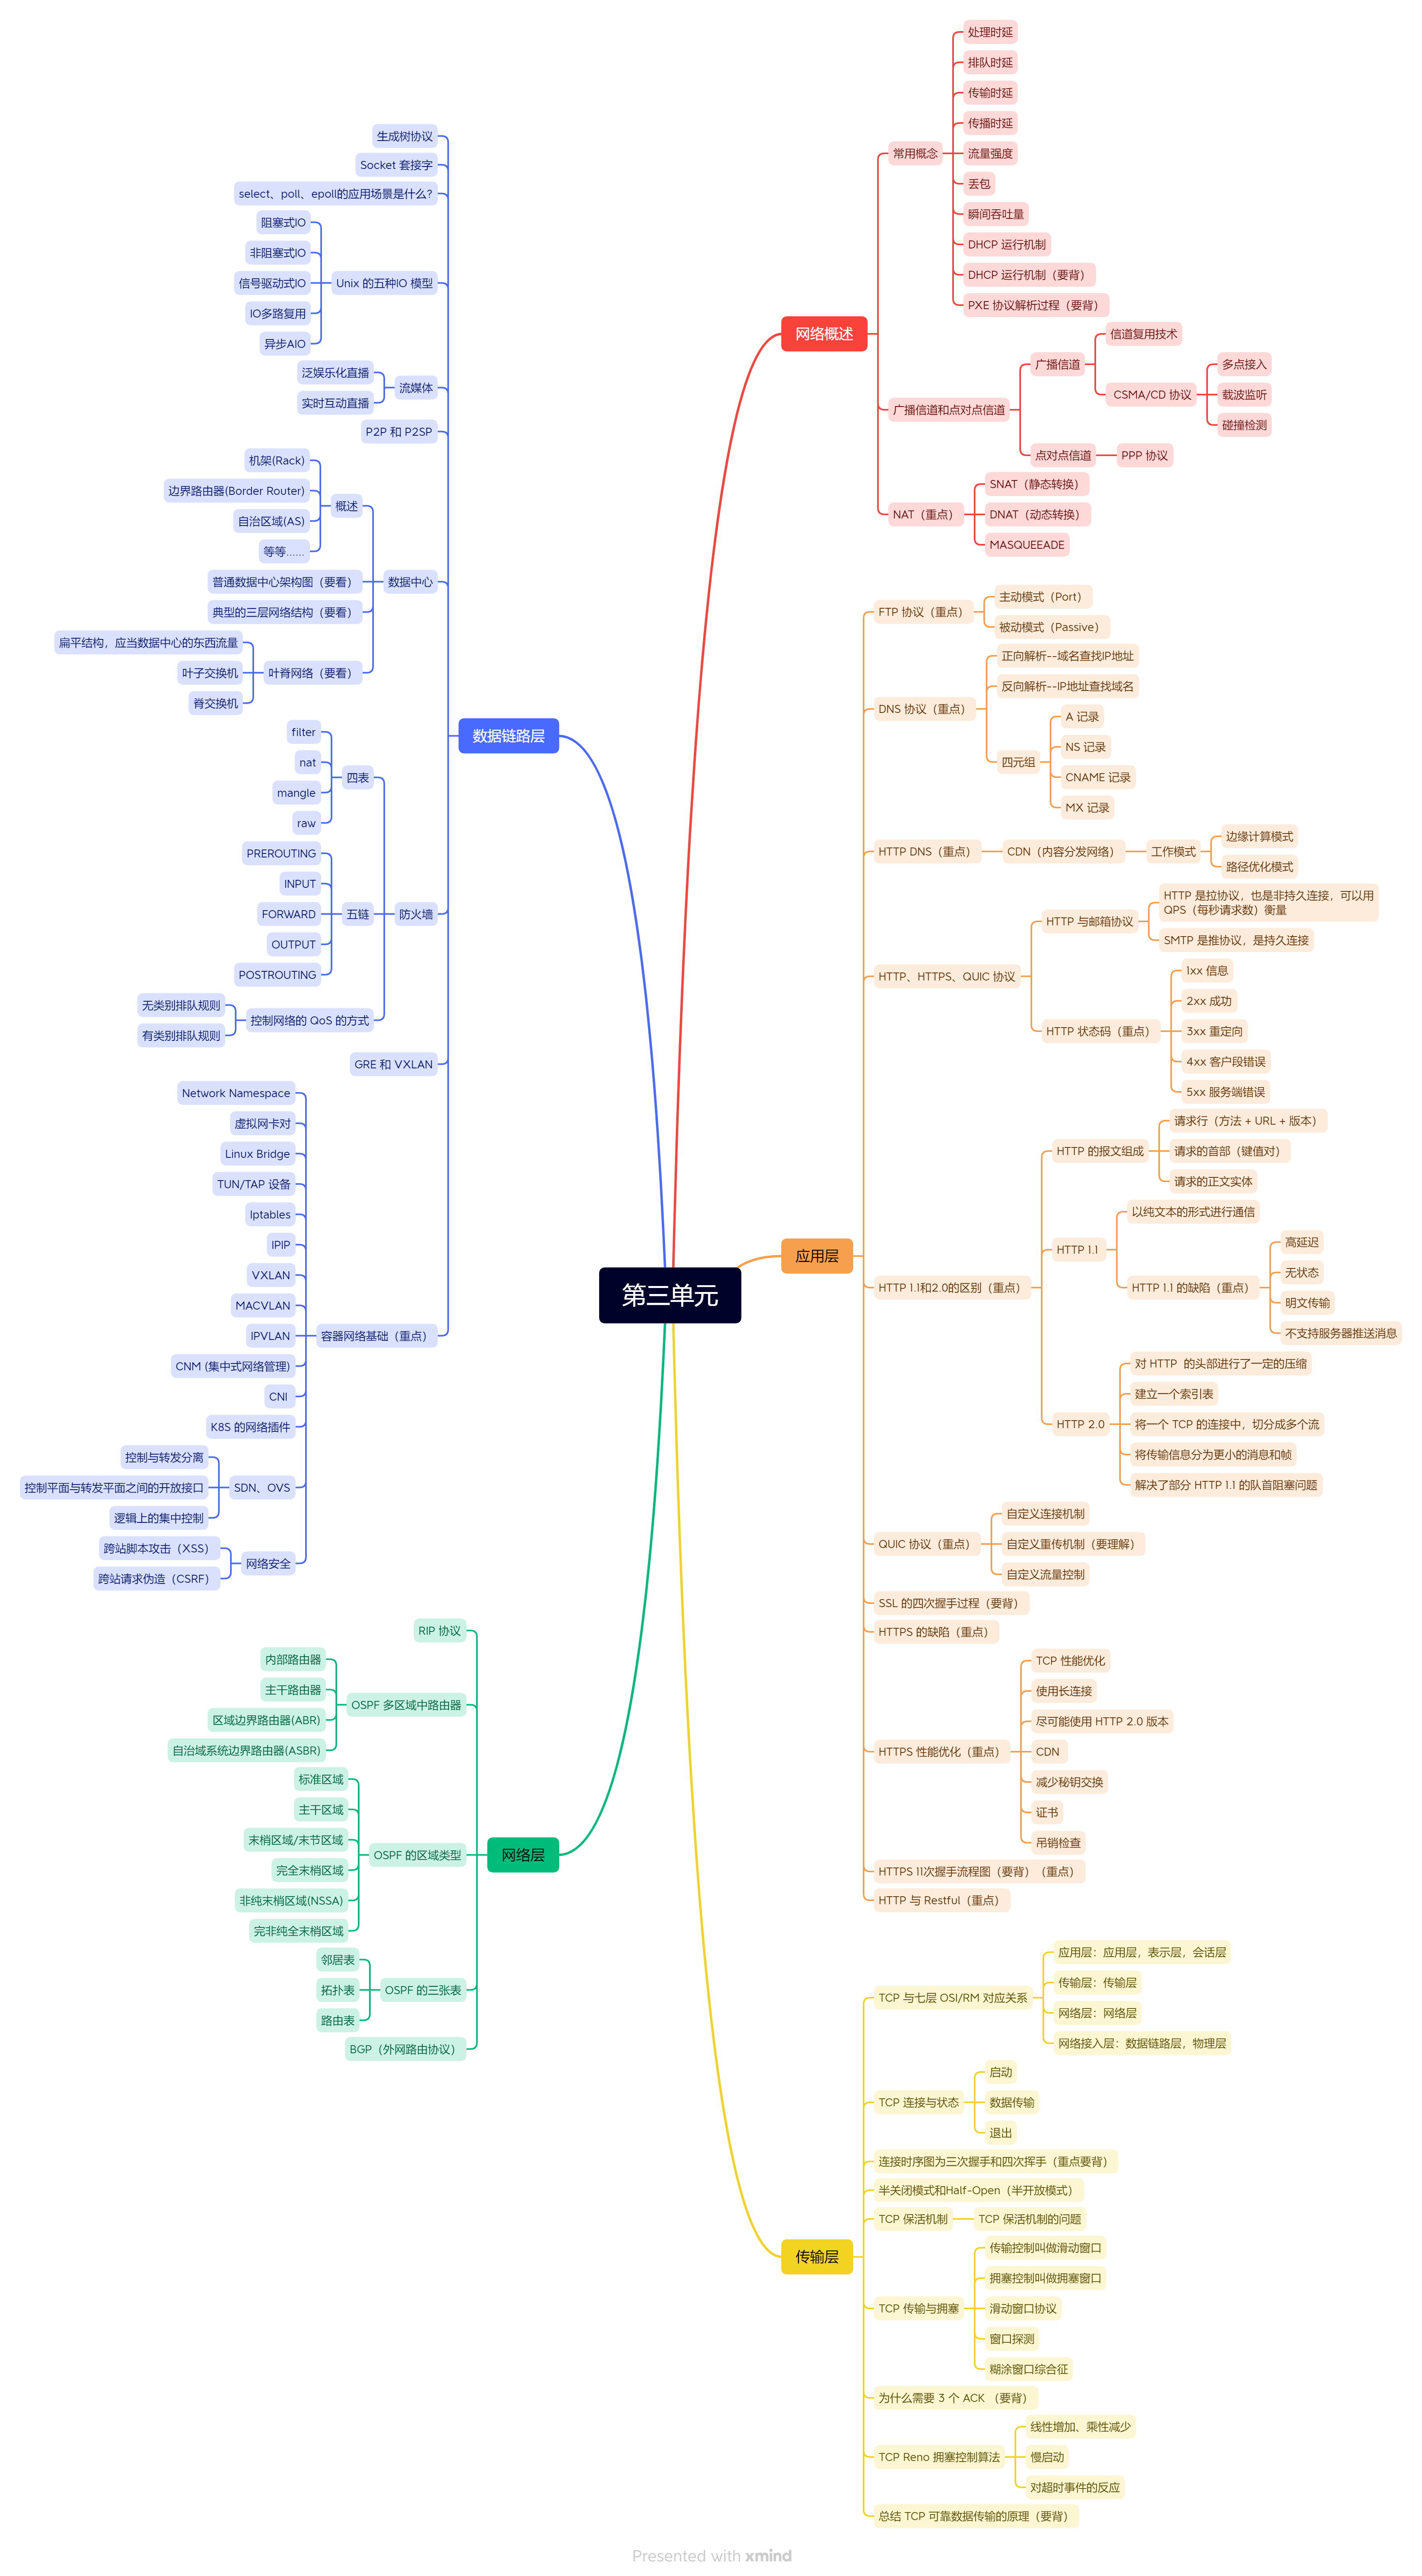 第三单元
网络概述
常用概念
处理时延
排队时延
传输时延
传播时延
流量强度
丢包
瞬间吞吐量
DHCP 运行机制
DHCP 运行机制（要背）
PXE 协议解析过程（要背）
广播信道和点对点信道
广播信道
信道复用技术
CSMA/CD 协议
多点接入
载波监听
碰撞检测
点对点信道
PPP 协议
NAT（重点）
SNAT（静态转换）
DNAT（动态转换）
MASQUEEADE
应用层
FTP 协议（重点）
主动模式（Port）
被动模式（Passive）
DNS 协议（重点）
正向解析--域名查找IP地址
反向解析--IP地址查找域名
四元组
A 记录
NS 记录
CNAME 记录
MX 记录
HTTP DNS（重点）
CDN（内容分发网络）
工作模式
边缘计算模式
路径优化模式
HTTP、HTTPS、QUIC 协议
HTTP 与邮箱协议
HTTP 是拉协议，也是非持久连接，可以用
QPS（每秒请求数）衡量
SMTP 是推协议，是持久连接
HTTP 状态码（重点）
1xx 信息
2xx 成功
3xx 重定向
4xx 客户段错误
5xx 服务端错误
HTTP 1.1和2.0的区别（重点）
HTTP 的报文组成
请求行（方法 + URL + 版本）
请求的首部（键值对）
请求的正文实体
HTTP 1.1
以纯文本的形式进行通信
HTTP 1.1 的缺陷（重点）
高延迟
无状态
明文传输
不支持服务器推送消息
HTTP 2.0
对 HTTP 的头部进行了一定的压缩
建立一个索引表
将一个 TCP 的连接中，切分成多个流
将传输信息分为更小的消息和帧
解决了部分 HTTP 1.1 的队首阻塞问题
QUIC 协议（重点）
自定义连接机制
自定义重传机制（要理解）
自定义流量控制
SSL 的四次握手过程（要背）
HTTPS 的缺陷（重点）
HTTPS 性能优化（重点）
TCP 性能优化
使用长连接
尽可能使用 HTTP 2.0 版本
CDN
减少秘钥交换
证书
吊销检查
HTTPS 11次握手流程图（要背）（重点）
HTTP 与 Restful（重点）
传输层
TCP 与七层 OSI/RM 对应关系
应用层：应用层，表示层，会话层
传输层：传输层
网络层：网络层
网络接入层：数据链路层，物理层
TCP 连接与状态
启动
数据传输
退出
连接时序图为三次握手和四次挥手（重点要背）
半关闭模式和Half-Open（半开放模式）
TCP 保活机制
TCP 保活机制的问题
TCP 传输与拥塞
传输控制叫做滑动窗口
拥塞控制叫做拥塞窗口
滑动窗口协议
窗口探测
糊涂窗口综合征
为什么需要 3 个 ACK （要背）
TCP Reno 拥塞控制算法
线性增加、乘性减少
慢启动
对超时事件的反应
总结 TCP 可靠数据传输的原理（要背）
数据链路层
生成树协议
Socket 套接字
select、poll、epoll的应用场景是什么?
Unix 的五种IO 模型
阻塞式IO
非阻塞式IO
信号驱动式IO
IO多路复用
异步AIO
流媒体
泛娱乐化直播
实时互动直播
P2P 和 P2SP
数据中心
概述
机架(Rack)
边界路由器(Border Router)
自治区域(AS)
等等......
普通数据中心架构图（要看）
典型的三层网络结构（要看）
叶脊网络（要看）
扁平结构，应当数据中心的东西流量
叶子交换机
脊交换机
防火墙
四表
filter
nat
mangle
raw
五链
PREROUTING
INPUT
FORWARD
OUTPUT
POSTROUTING
控制网络的 QoS 的方式
无类别排队规则
有类别排队规则
GRE 和 VXLAN
容器网络基础（重点）
Network Namespace
虚拟网卡对
Linux Bridge
TUN/TAP 设备
Iptables
IPIP
VXLAN
MACVLAN
IPVLAN
CNM (集中式网络管理)
CNI
K8S 的网络插件
SDN、OVS
控制与转发分离
控制平面与转发平面之间的开放接口
逻辑上的集中控制
网络安全
跨站脚本攻击（XSS）
跨站请求伪造（CSRF）
网络层
RIP 协议
OSPF 多区域中路由器
内部路由器
主干路由器
区域边界路由器(ABR)
自治域系统边界路由器(ASBR)
OSPF 的区域类型
标准区域
主干区域
末梢区域/末节区域
完全末梢区域
非纯末梢区域(NSSA)
完非纯全末梢区域
OSPF 的三张表
邻居表
拓扑表
路由表
BGP（外网路由协议）
Presented with xmind